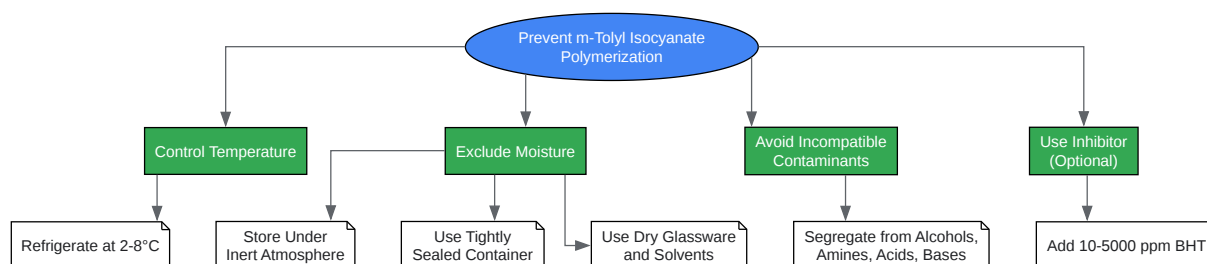 Prevent m-Tolyl Isocyanate
Polymerization
Control Temperature
Exclude Moisture
Avoid Incompatible
Contaminants
Use Inhibitor
(Optional)
Refrigerate at 2-8°C
Store Under
Inert Atmosphere
Use Tightly
Sealed Container
Use Dry Glassware
and Solvents
Segregate from Alcohols,
Amines, Acids, Bases
Add 10-5000 ppm BHT